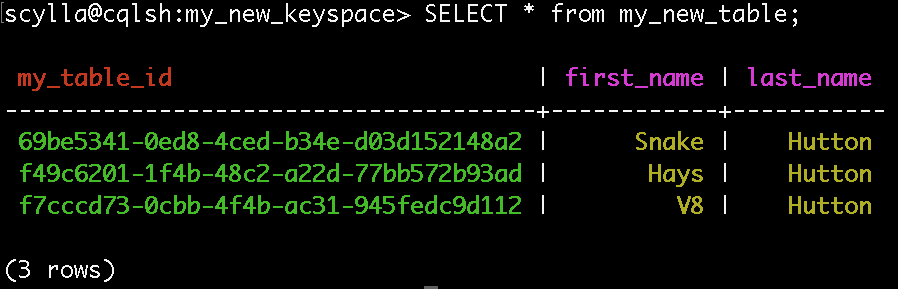 scylla@cqlsh:my_new_keyspace> SELECT * from my_new_table;
my_table_id | first_name | last_name
--------------------------------------+------------+-----------
69be5341-0ed8-4ced-b34e-d03d152148a2 | Snake | Hutton
f49c6201-1f4b-48c2-a22d-77bb572b93ad | Hays | Hutton
f7cccd73-0cbb-4f4b-ac31-945fedc9d112 | V8 | Hutton
(3 rows)